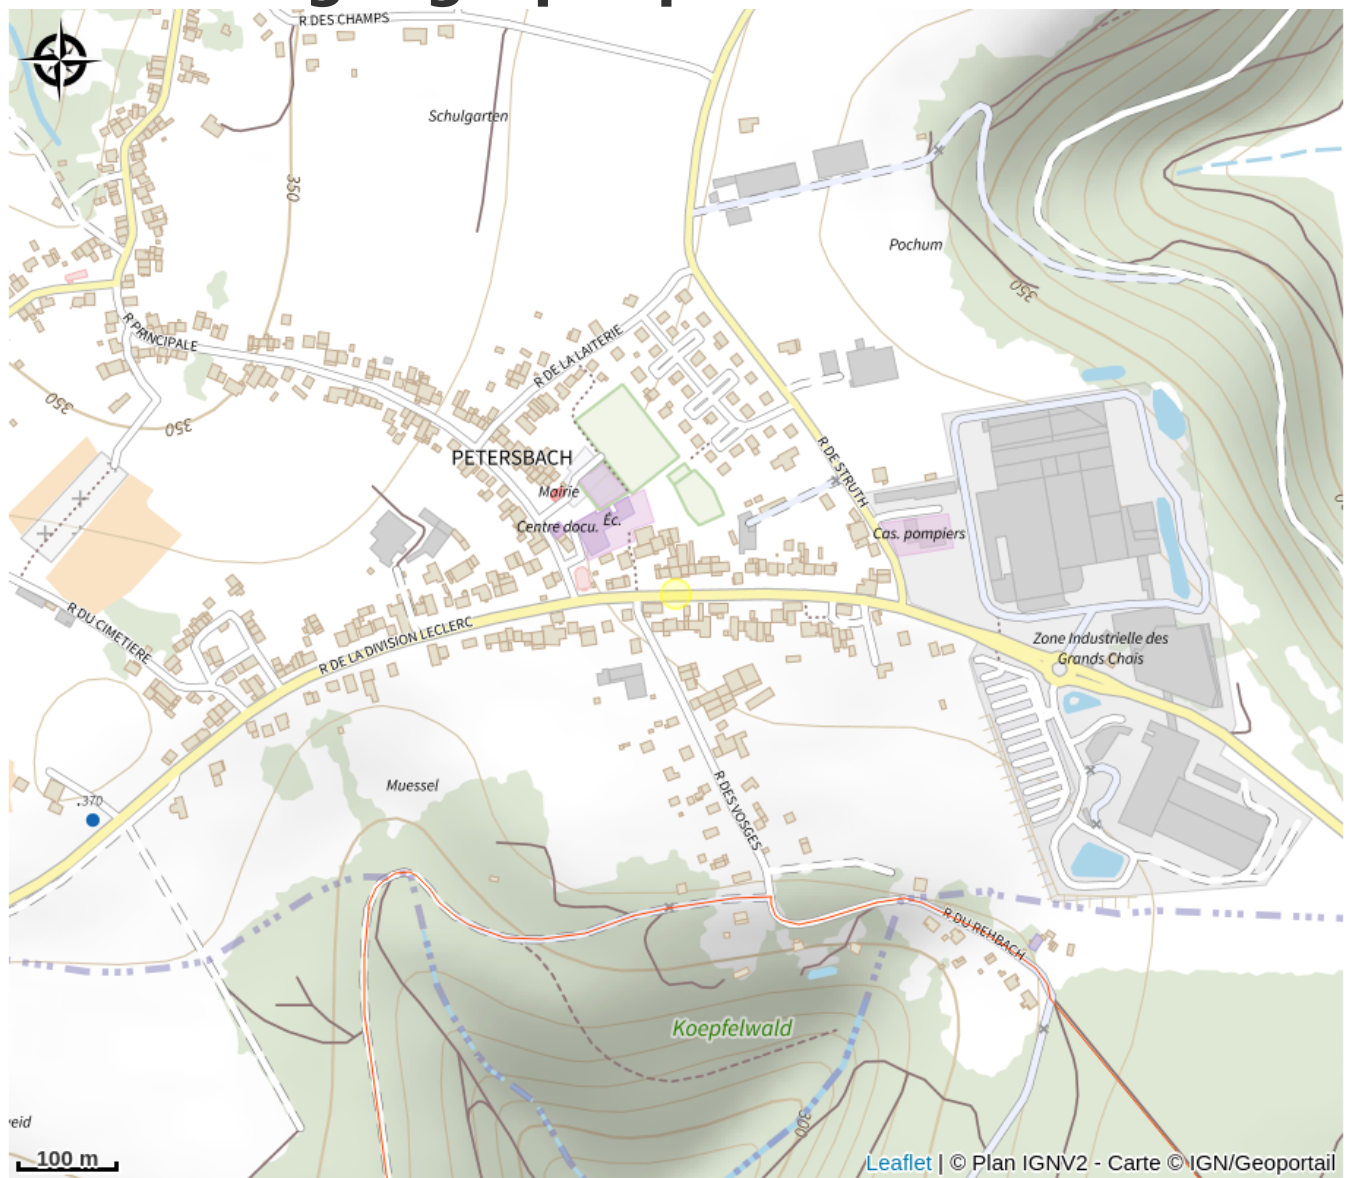 R DES CHAMPS
Schulgarten
350
Pochum
350
R PRINCIPALE
R DE LA LAITERIE
350
350
PETERSBACH
R DE STRUTH
Mairie
Centre docu.
Éc.
Cas. pompiers
R DU CIMETIERE
R DE LA DIVISION LECLERC
Zone Industrielle des
Grands Chais
Muessel
.370
R DES VOSGES
R DU REHBACH
Koepfelwald
300
eid
100 m
Leaflet | © Plan IGNV2 - Carte © IGN/Geoportail